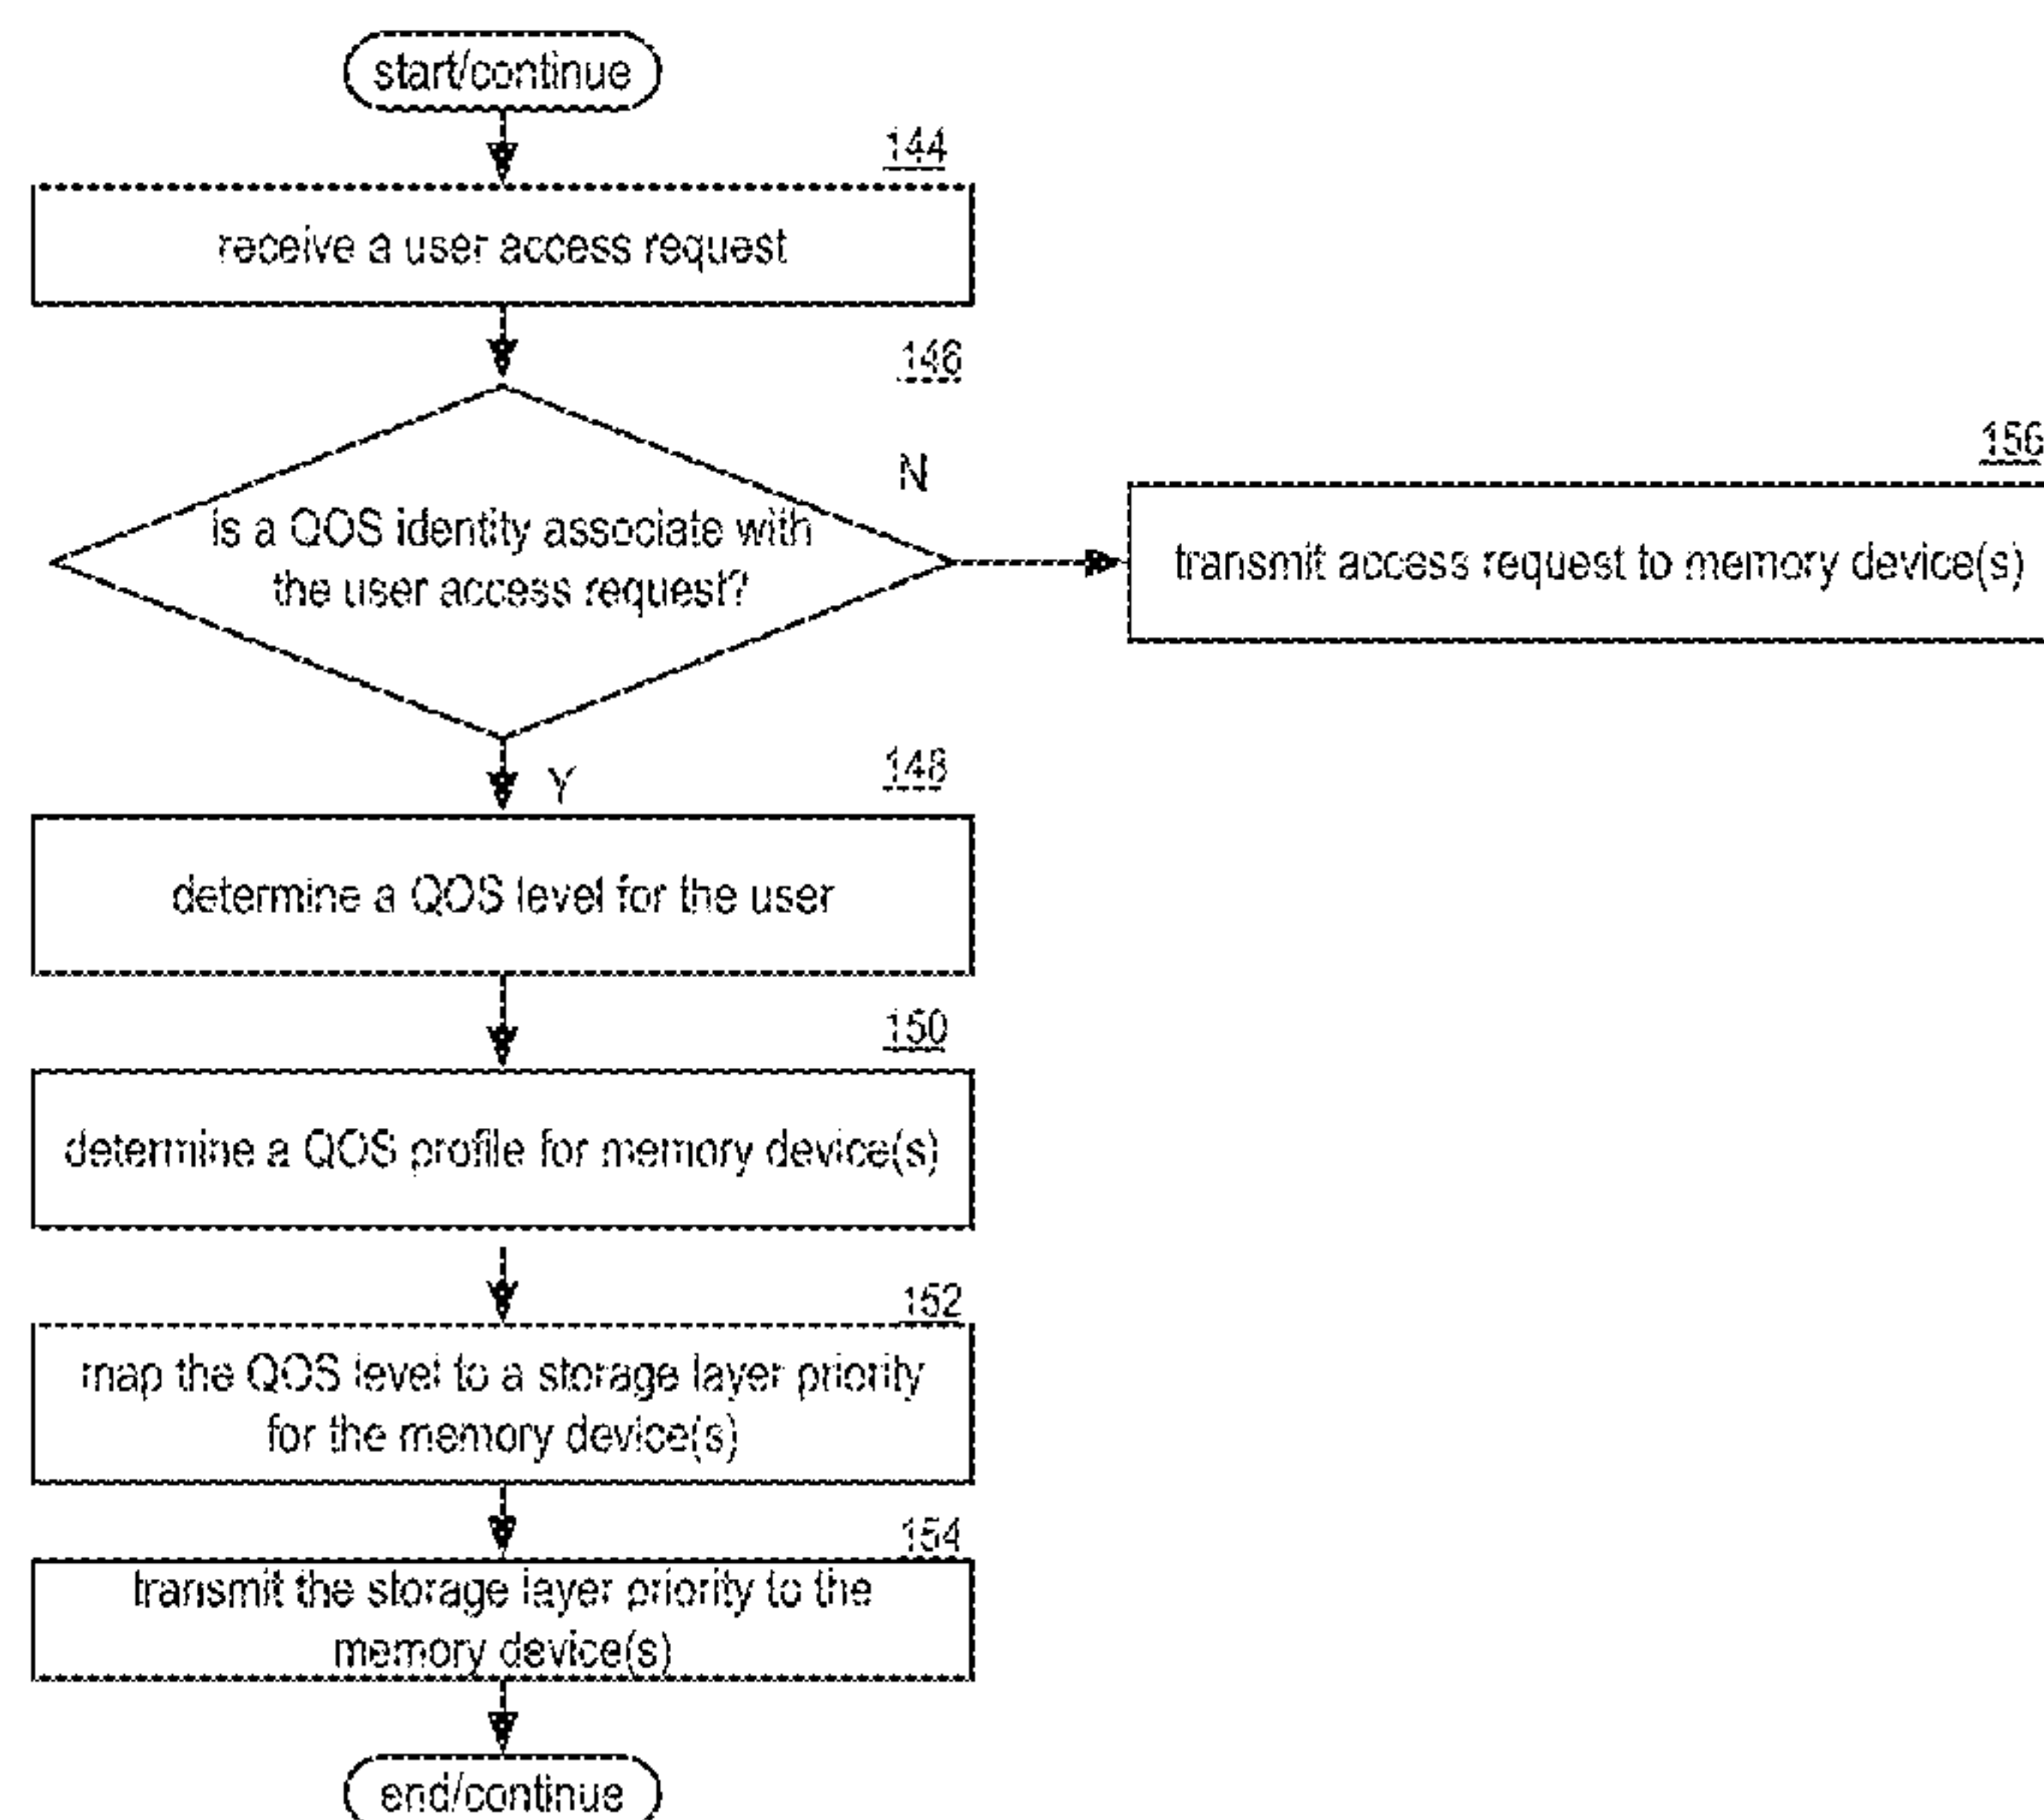 start/continue
144
receive a user access request
146
N
is a QOS identity associate with
the user access request?
156
transmit access request to memory device(s)
Y
148
determine a QOS level for the user
150
determine a QOS profile for memory device(s)
152
map the QOS level to a storage layer priority
for the memory device(s)
154
transmit the storage layer priority to the
memory device(s)
end/continue